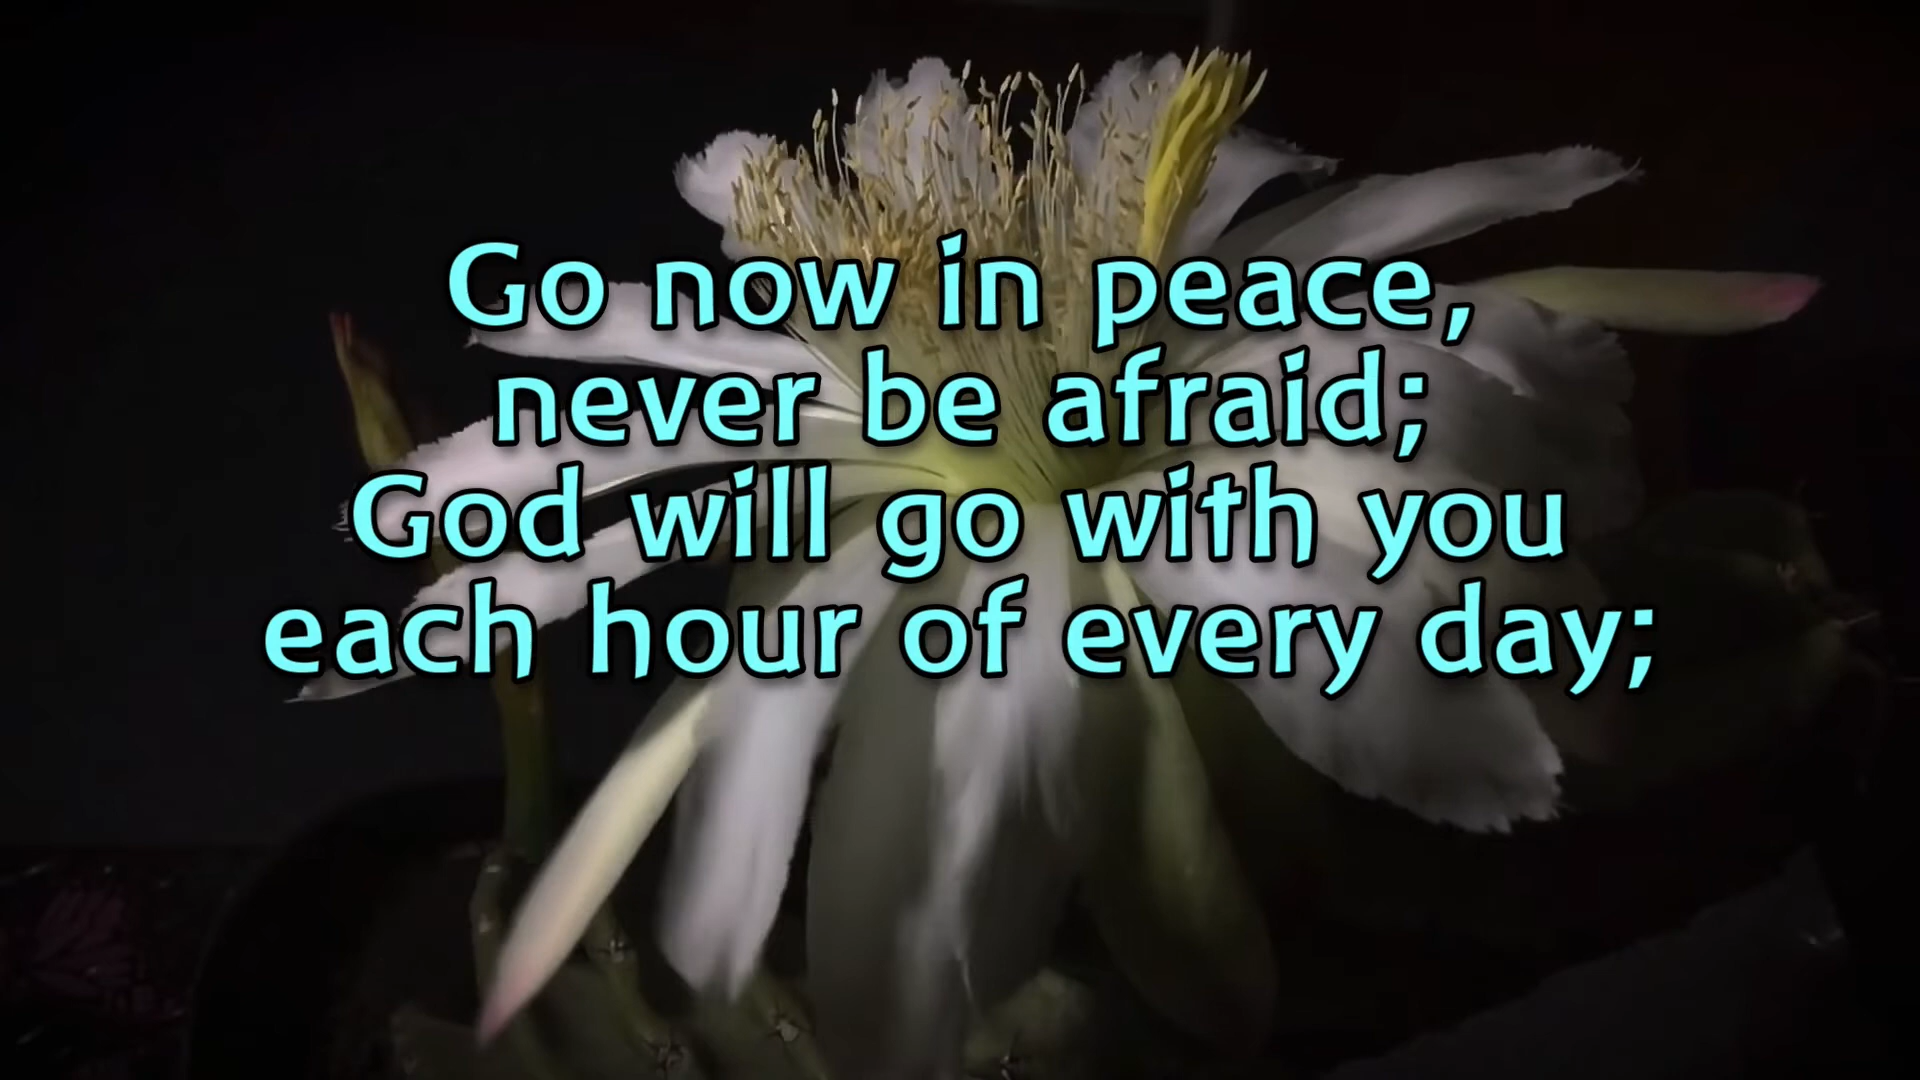 Go now in peace,
never be afraid;
God will go with you
each hour of every day;